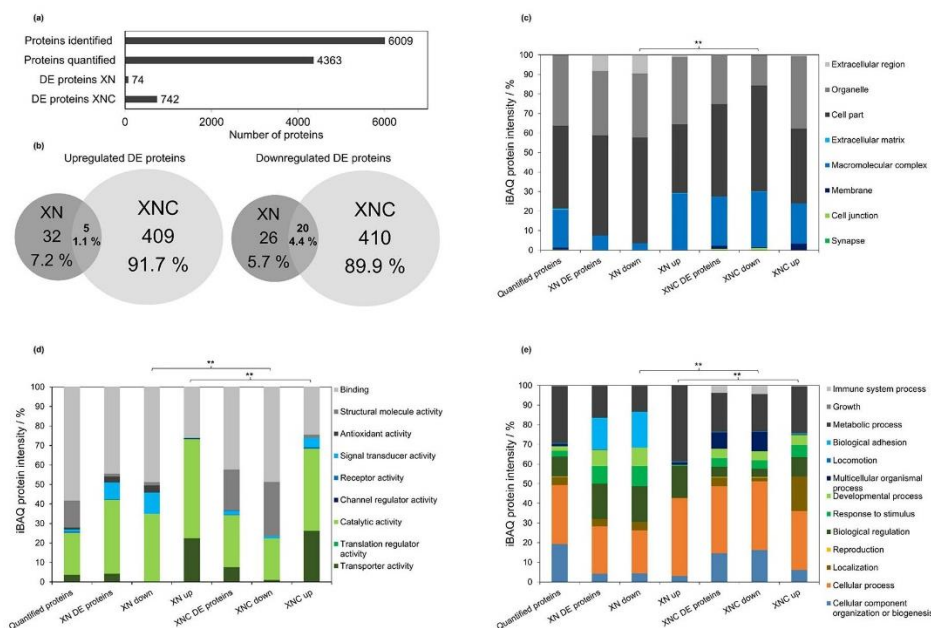 (a)
Proteins identified
6009
Proteins quantified
4363
DE proteins XN
74
DE proteins XNC
742
0
2000
4000
6000
Number of proteins
(b)
Upregulated DE proteins
Downregulated DE proteins
XN
32
7.2 %
5
1.1 %
XNC
409
91.7 %
XN
26
5.7 %
20
4.4 %
XNC
410
89.9 %
(c)
**
iBAQ protein intensity / %
100
90
80
70
60
50
40
30
20
10
0
Quantified proteins
XN DE proteins
XN down
XN up
XNC DE proteins
XNC down
XNC up
Extracellular region
Organelle
Cell part
Extracellular matrix
Macromolecular complex
Membrane
Cell junction
Synapse
(d)
**
**
iBAQ protein intensity / %
100
90
80
70
60
50
40
30
20
10
0
Quantified proteins
XN DE proteins
XN down
XN up
XNC DE proteins
XNC down
XNC up
Binding
Structural molecule activity
Antioxidant activity
Signal transducer activity
Receptor activity
Channel regulator activity
Catalytic activity
Translation regulator
activity
Transporter activity
(e)
**
**
iBAQ protein intensity / %
100
90
80
70
60
50
40
30
20
10
0
Quantified proteins
XN DE proteins
XN down
XN up
XNC DE proteins
XNC down
XNC up
Immune system process
Growth
Metabolic process
Biological adhesion
Locomotion
Multicellular organismal
process
Developmental process
Response to stimulus
Biological regulation
Reproduction
Localization
Cellular process
Cellular component
organization or biogenesis